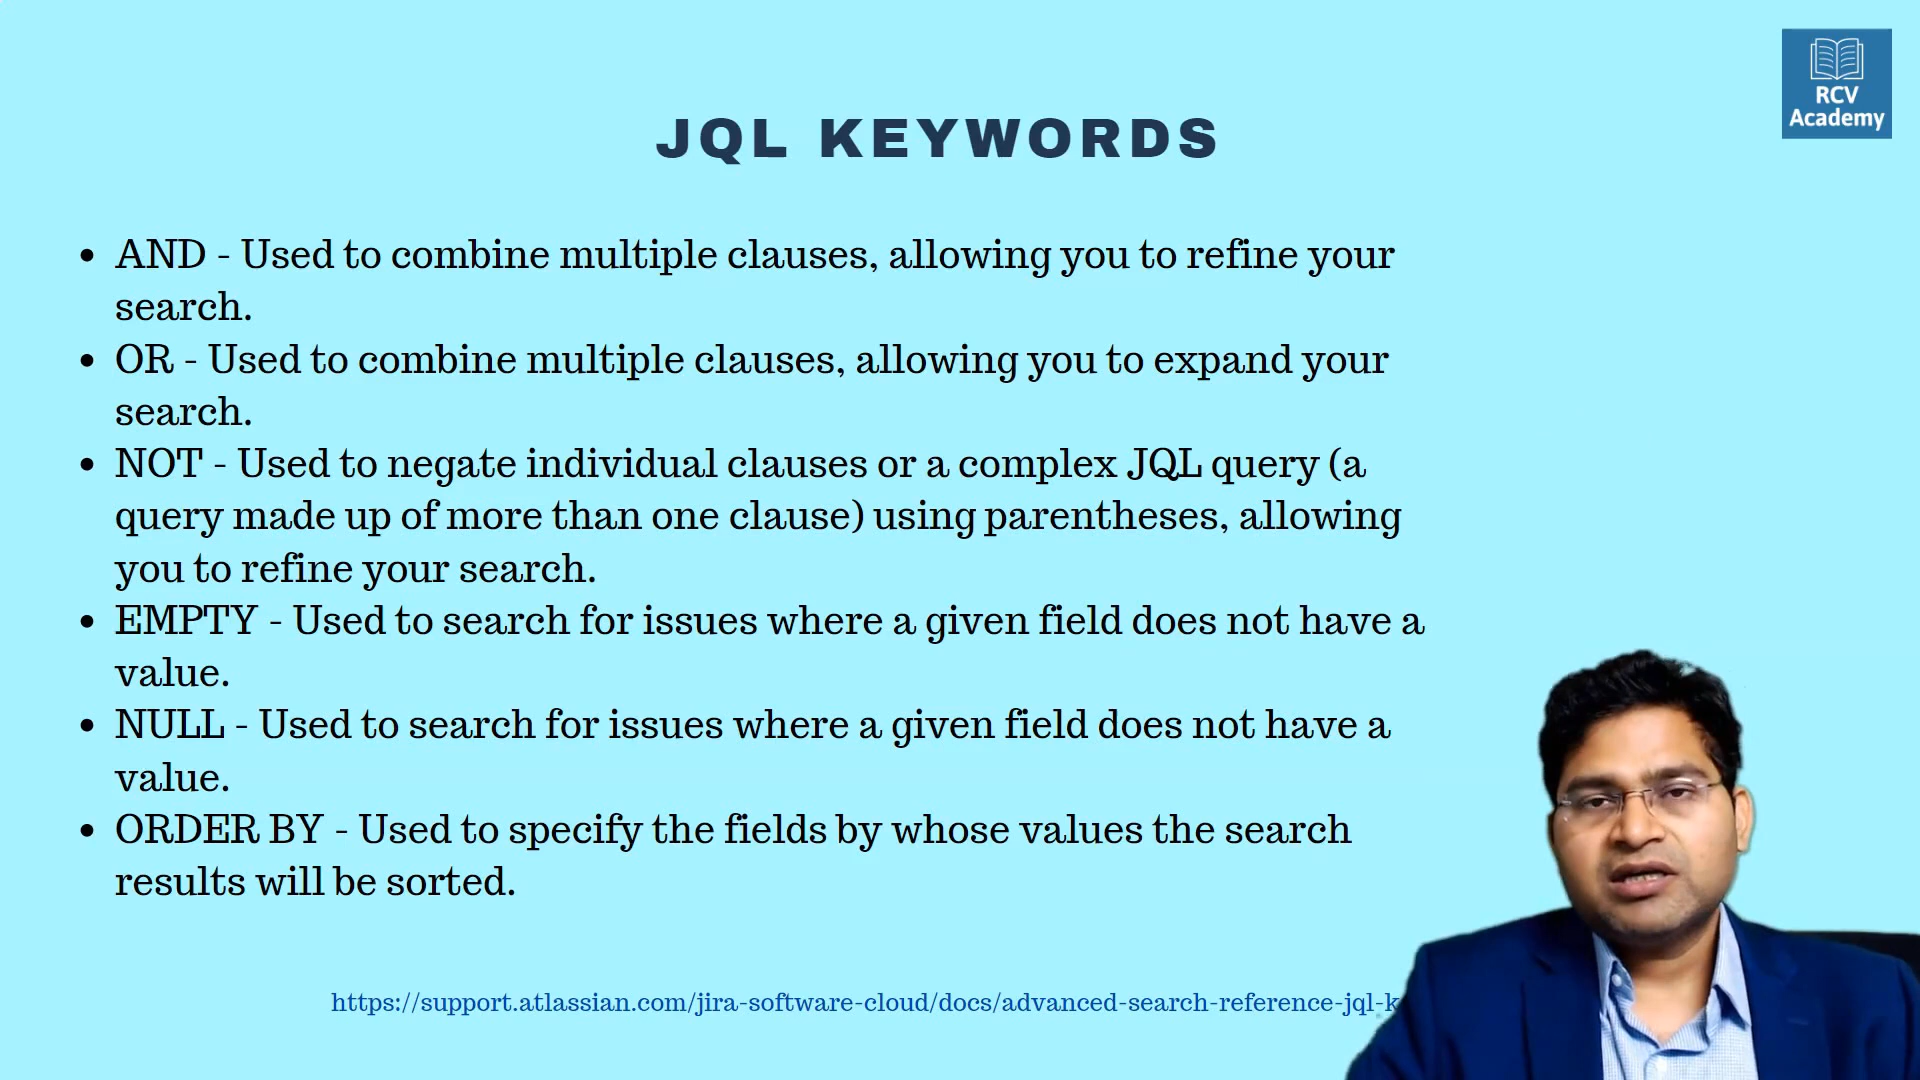 RCV
Academy
JQL KEYWORDS
• AND - Used to combine multiple clauses, allowing you to refine your
search.
• OR - Used to combine multiple clauses, allowing you to expand your
search.
• NOT - Used to negate individual clauses or a complex JQL query (a
query made up of more than one clause) using parentheses, allowing
you to refine your search.
• EMPTY - Used to search for issues where a given field does not have a
value.
• NULL - Used to search for issues where a given field does not have a
value.
• ORDER BY - Used to specify the fields by whose values the search
results will be sorted.
https://support.atlassian.com/jira-software-cloud/docs/advanced-search-reference-jql-k